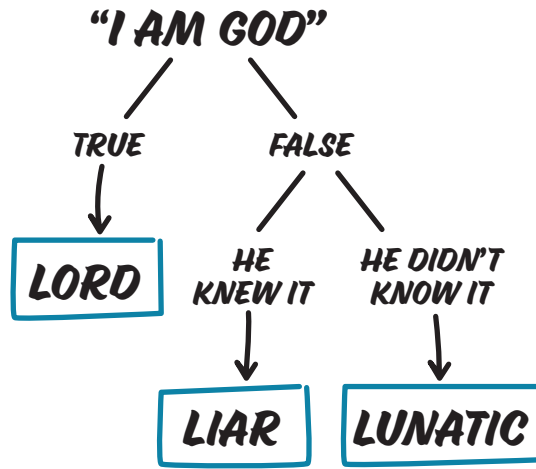 “I AM GOD”
TRUE
FALSE
LORD
HE
KNEW IT
HE DIDN’T
KNOW IT
LIAR
LUNATIC